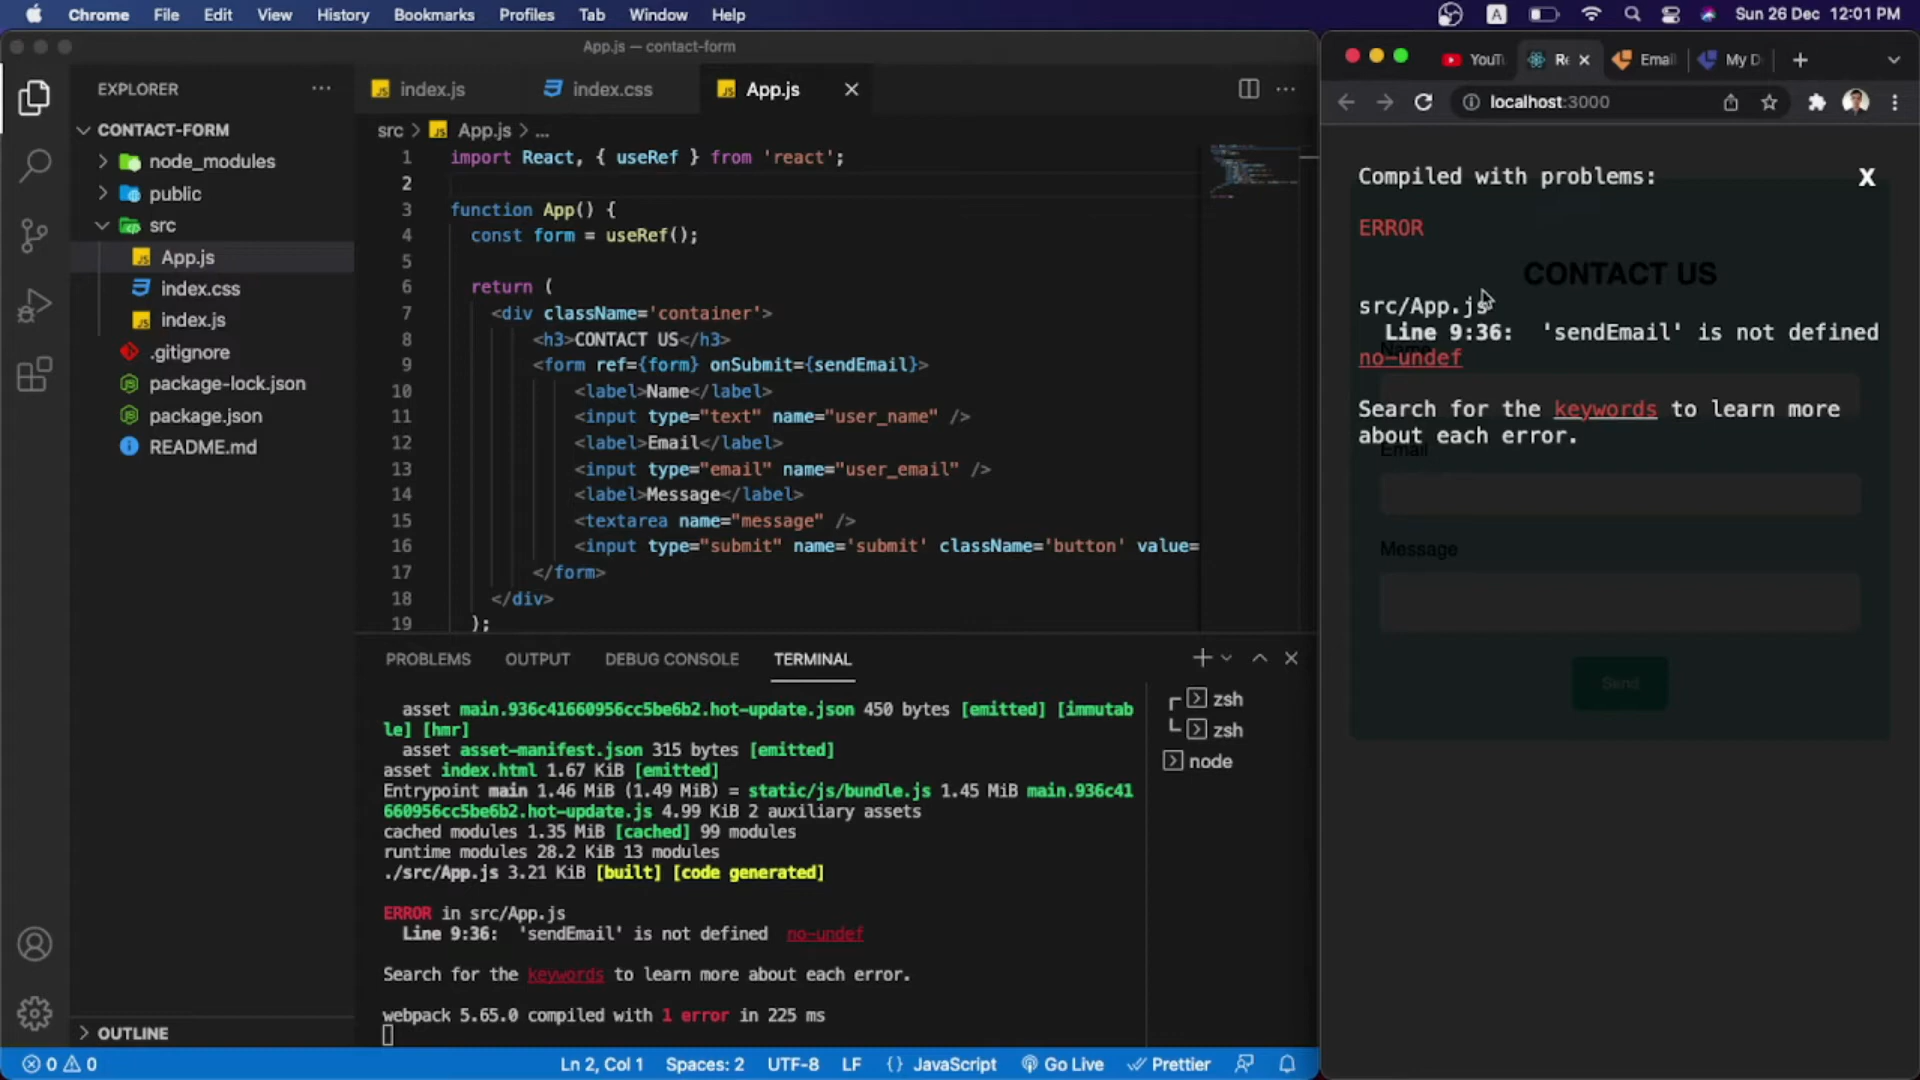 Chrome File Edit View History Bookmarks Profiles Tab Window Help
A
Sun 26 Dec 12:01 PM
App.js — contact-form
EXPLORER
CONTACT-FORM
node_modules
public
src
App.js
index.css
index.js
.gitignore
package-lock.json
package.json
README.md
OUTLINE
index.js
index.css
App.js
src > App.js > ...
1 import React, { useRef } from 'react';
2
3 function App() {
4 const form = useRef();
5
6 return (
7 <div className='container'>
8 <h3>CONTACT US</h3>
9 <form ref={form} onSubmit={sendEmail}>
10 <label>Name</label>
11 <input type="text" name="user_name" />
12 <label>Email</label>
13 <input type="email" name="user_email" />
14 <label>Message</label>
15 <textarea name="message" />
16 <input type="submit" name='submit' className='button' value=
17 </form>
18 </div>
19 );
PROBLEMS OUTPUT DEBUG CONSOLE TERMINAL
asset main.936c41660956cc5be6b2.hot-update.json 450 bytes [emitted] [immutab
le] [hmr]
asset asset-manifest.json 315 bytes [emitted]
asset index.html 1.67 KiB [emitted]
Entrypoint main 1.46 MiB (1.49 MiB) = static/js/bundle.js 1.45 MiB main.936c41
660956cc5be6b2.hot-update.js 4.99 KiB 2 auxiliary assets
cached modules 1.35 MiB [cached] 99 modules
runtime modules 28.2 KiB 13 modules
./src/App.js 3.21 KiB [built] [code generated]
ERROR in src/App.js
Line 9:36: 'sendEmail' is not defined no-undef
Search for the keywords to learn more about each error.
webpack 5.65.0 compiled with 1 error in 225 ms
zsh
zsh
node
0 0
Ln 2, Col 1 Spaces: 2 UTF-8 LF {} JavaScript Go Live Prettier
YouT
Re
Email
My D
localhost:3000
Compiled with problems:
X
ERROR
CONTACT US
src/App.js
Line 9:36: 'sendEmail' is not defined
no-undef
Name
Search for the keywords to learn more
about each error.
Email
Message
Send